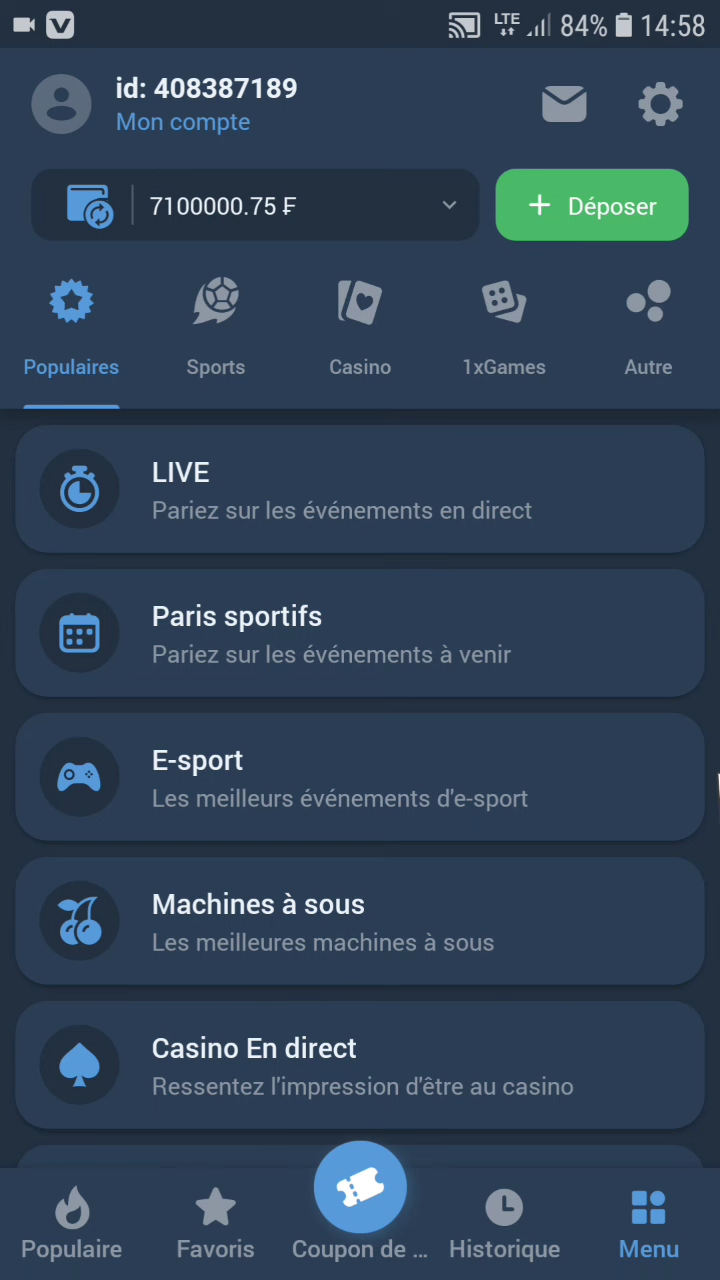 V LTE 84% 14:58
id: 408387189
Mon compte
7100000.75 ₣
+ Déposer
Populaires Sports Casino 1xGames Autre
LIVE
Pariez sur les événements en direct
Paris sportifs
Pariez sur les événements à venir
E-sport
Les meilleurs événements d'e-sport
Machines à sous
Les meilleures machines à sous
Casino En direct
Ressentez l'impression d'être au casino
Populaire Favoris Coupon de ... Historique Menu